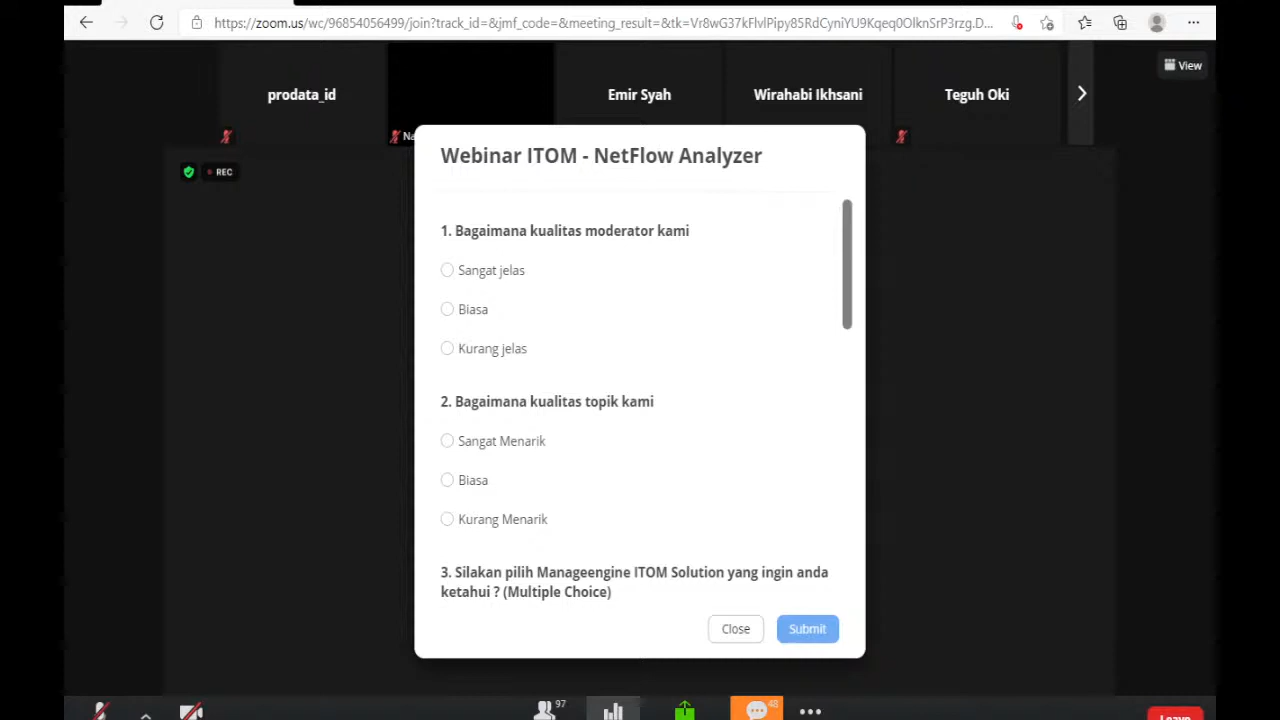 https://zoom.us/wc/96854056499/join?track_id=&jmf_code=&meeting_result=&tk=Vr8wG37kFlvlPipy85RdCyniYU9Kqeq0OlknSrP3rzg.D...
View
prodata_id
Emir Syah
Wirahabi Ikhsani
Teguh Oki
Na
REC
Webinar ITOM - NetFlow Analyzer
1. Bagaimana kualitas moderator kami
Sangat jelas
Biasa
Kurang jelas
2. Bagaimana kualitas topik kami
Sangat Menarik
Biasa
Kurang Menarik
3. Silakan pilih Manageengine ITOM Solution yang ingin anda
ketahui ? (Multiple Choice)
Close
Submit
97
48
Leave